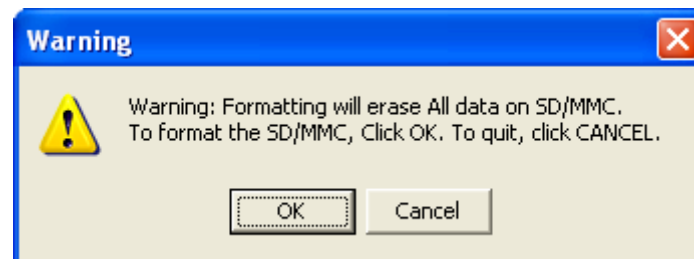 Warning
Warning: Formatting will erase All data on SD/MMC.
To format the SD/MMC, Click OK. To quit, click CANCEL.
OK
Cancel